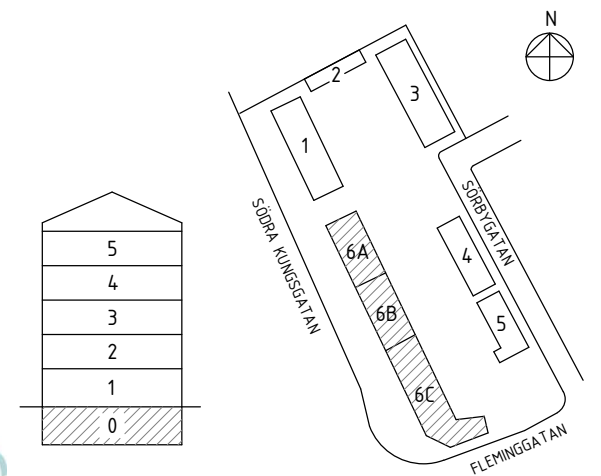 N
2
3
1
SÖDRA KUNGSGATAN
SÖRBYGATAN
6A
4
6B
5
6C
FLEMINGGATAN
5
4
3
2
1
0